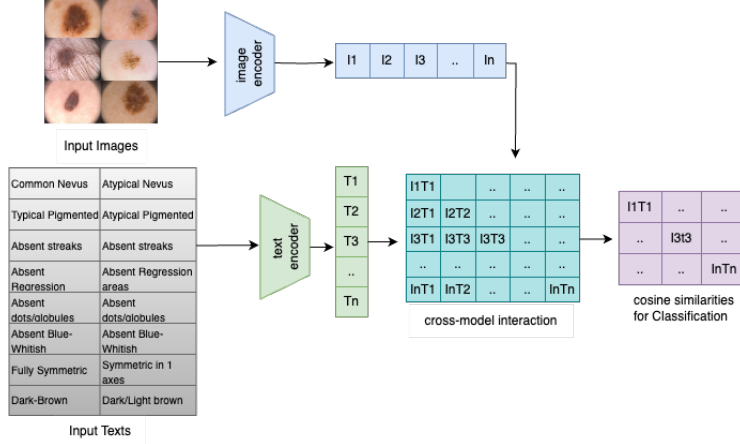 image
encoder
I1 I2 I3 .. In
Input Images
Common Nevus Atypical Nevus
Typical Pigmented Atypical Pigmented
Absent streaks Absent streaks
Absent Regression
Absent Regression areas
Absent dots/globules
Absent dots/globules
Absent Blue-Whitish
Absent Blue-Whitish
Fully Symmetric
Symmetric in 1 axes
Dark-Brown Dark/Light brown
Input Texts
text
encoder
T1
T2
T3
..
Tn
I1T1 .. .. ..
I2T1 I2T2 .. .. ..
I3T1 I3T3 I3T3 .. ..
.. .. .. .. ..
InT1 InT2 .. .. InTn
cross-model interaction
I1T1 .. ..
.. I3t3 ..
.. .. InTn
cosine similarities
for Classification